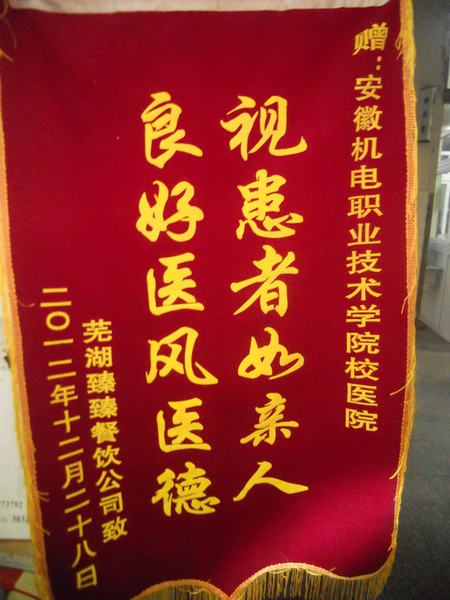 赠:安徽机电职业技术学院校医院
视患者如亲人
良好医风医德
芜湖臻臻餐饮公司致
二〇一二年十二月二十八日